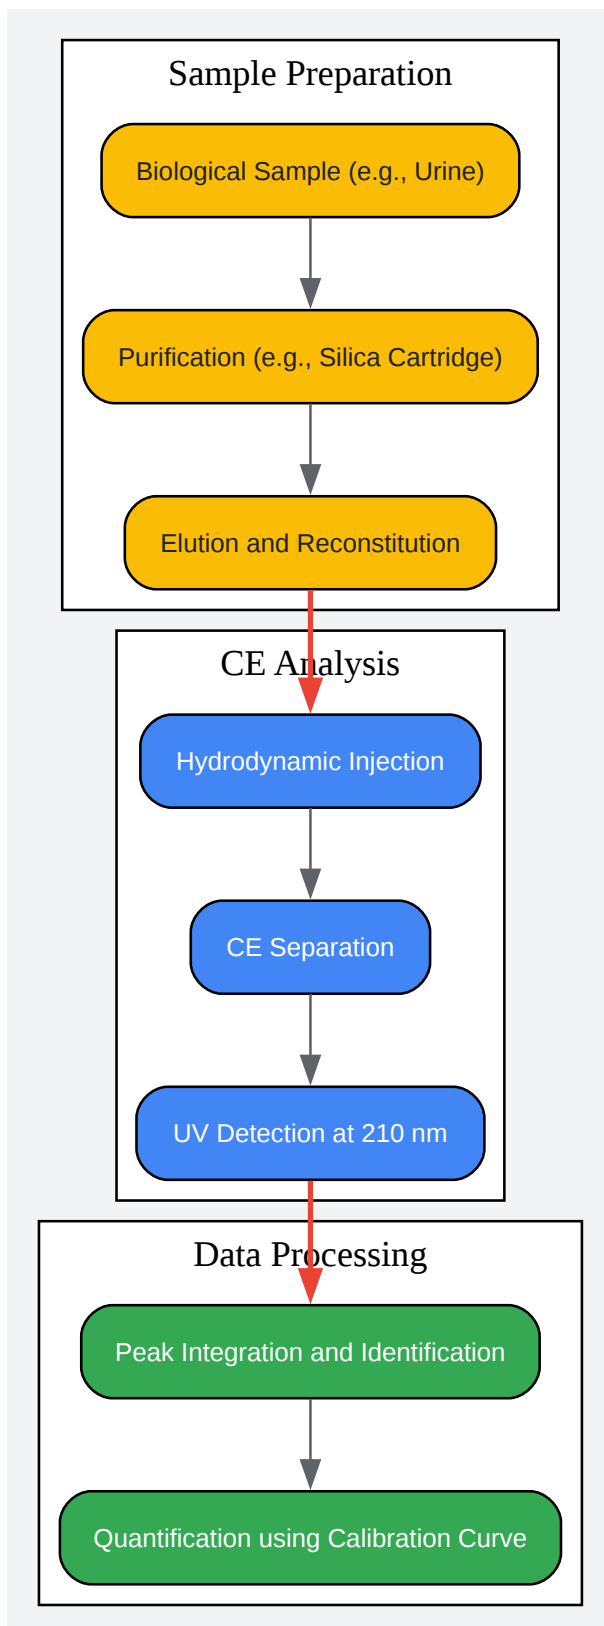 Sample Preparation
Biological Sample (e.g., Urine)
Purification (e.g., Silica Cartridge)
Elution and Reconstitution
CE Analysis
Hydrodynamic Injection
CE Separation
UV Detection at 210 nm
Data Processing
Peak Integration and Identification
Quantification using Calibration Curve